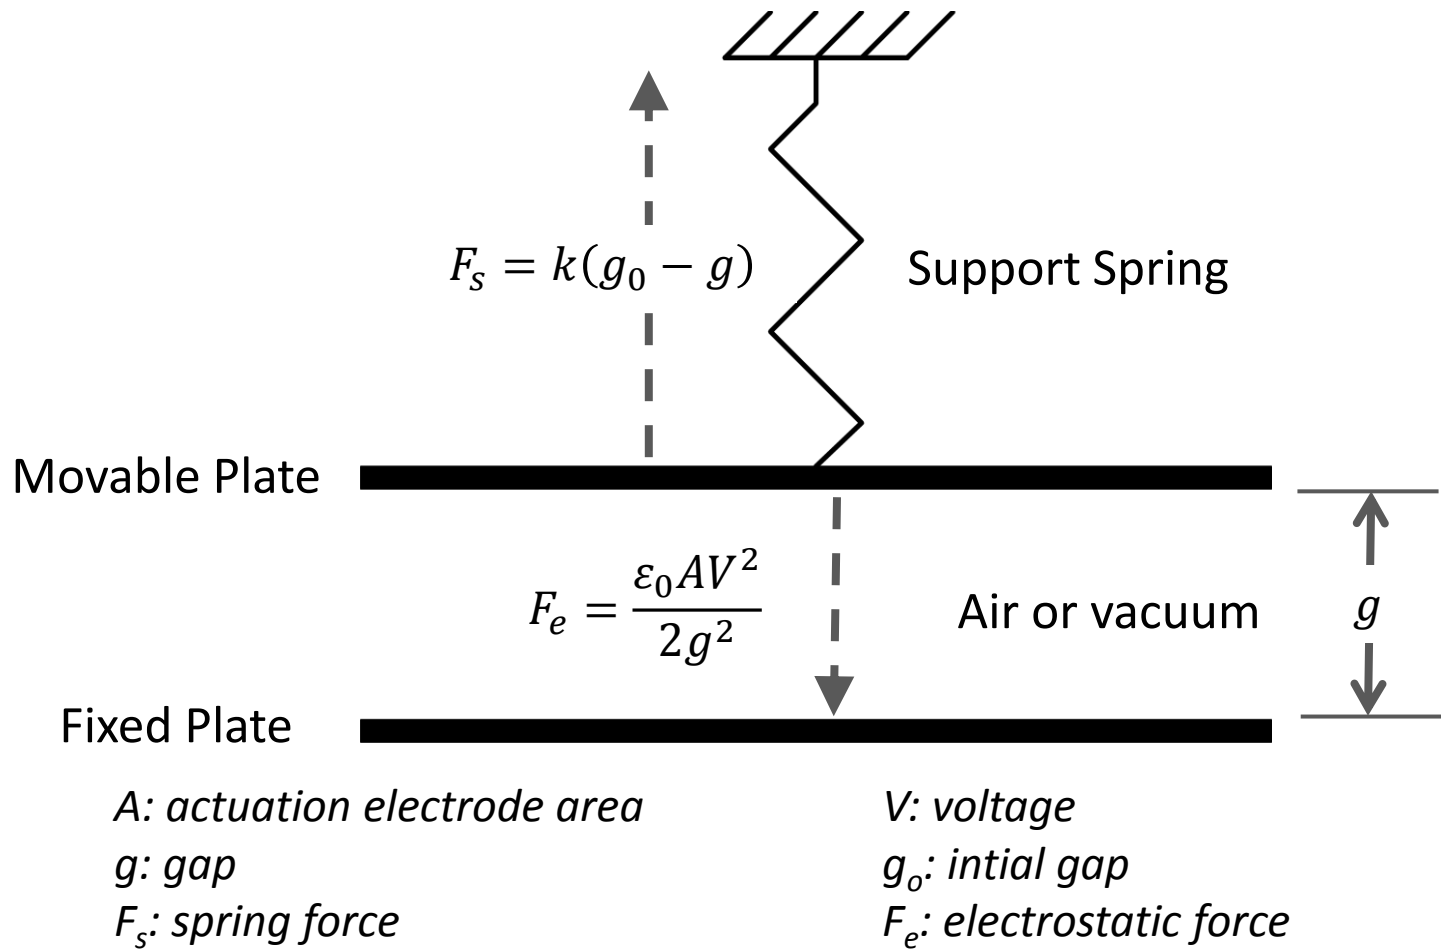 F_s = k(g_0 − g)
Support Spring
Movable Plate
F_e = ε_0AV^2 / 2g^2
Air or vacuum
g
Fixed Plate
A: actuation electrode area
V: voltage
g: gap
g_o: intial gap
F_s: spring force
F_e: electrostatic force